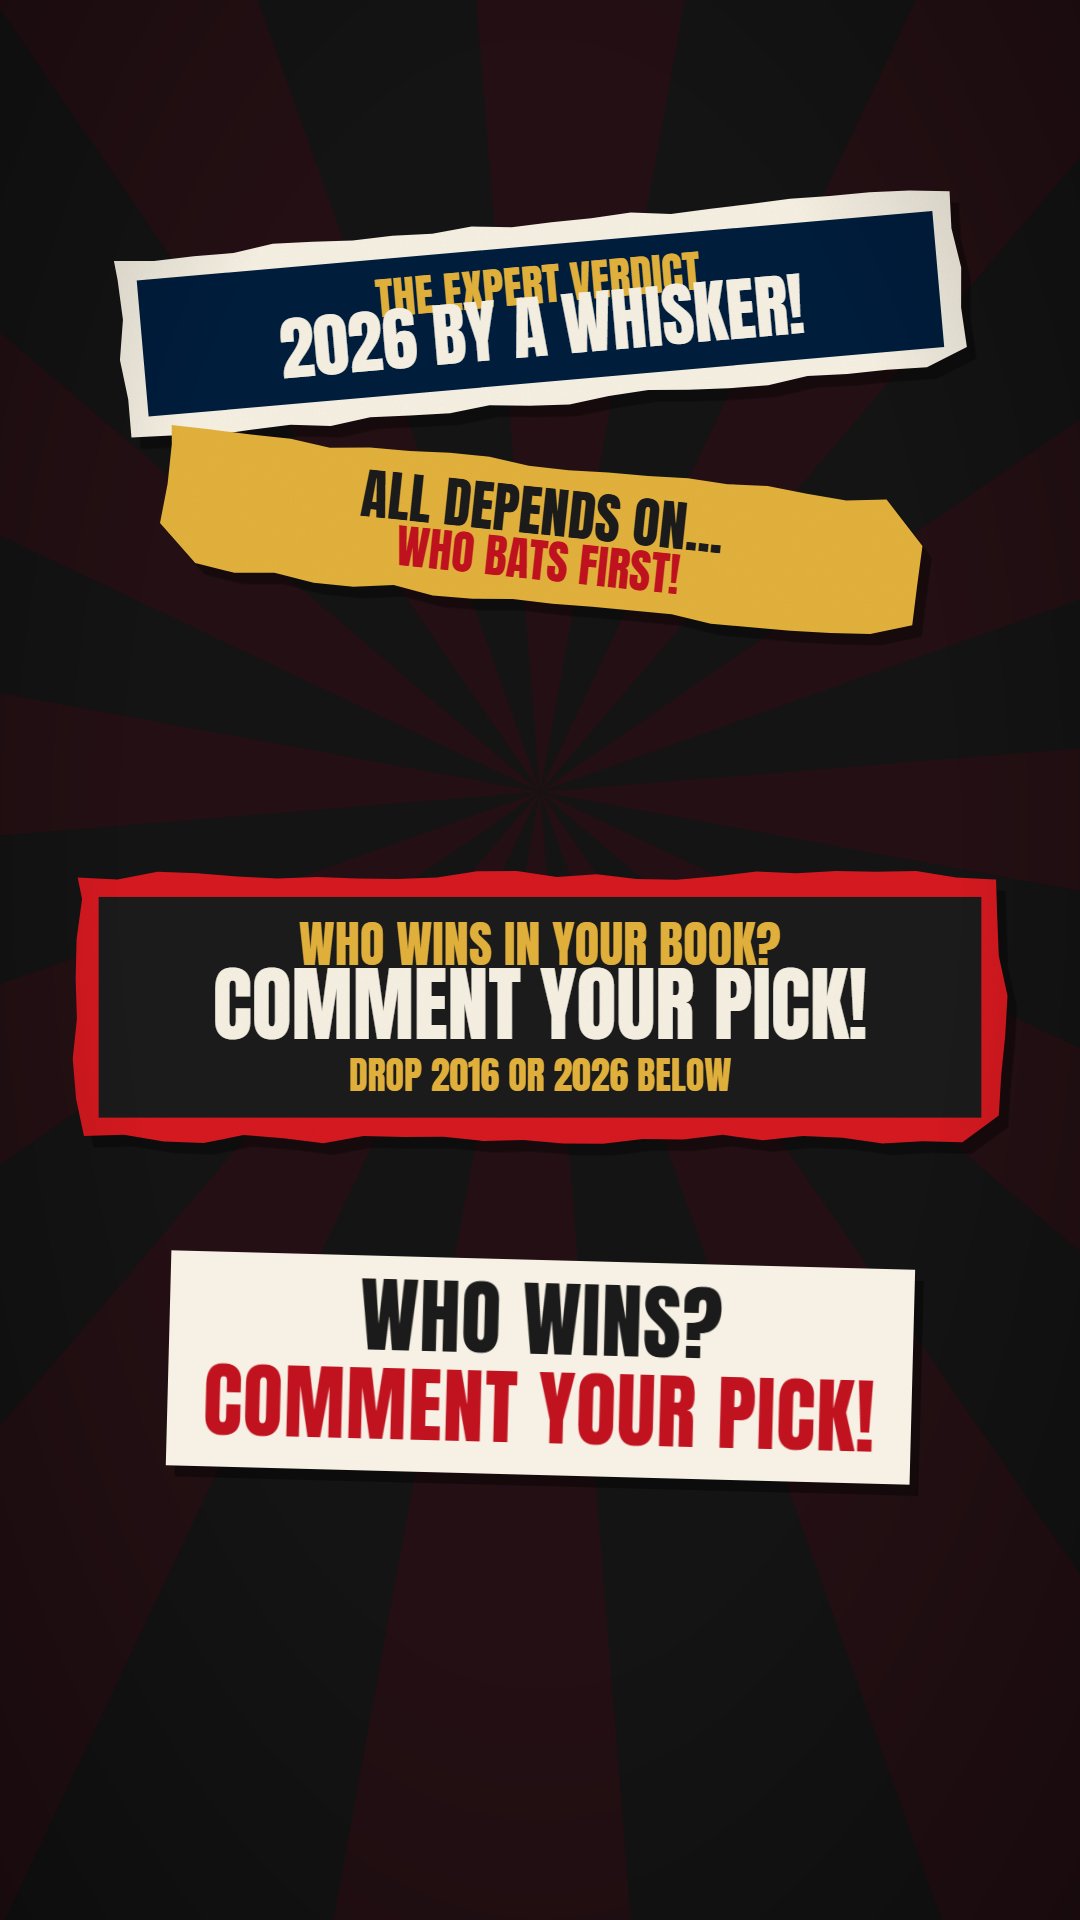 THE EXPERT VERDICT
2026 BY A WHISKER!
ALL DEPENDS ON...
WHO BATS FIRST!
WHO WINS IN YOUR BOOK?
COMMENT YOUR PICK!
DROP 2016 OR 2026 BELOW
WHO WINS?
COMMENT YOUR PICK!